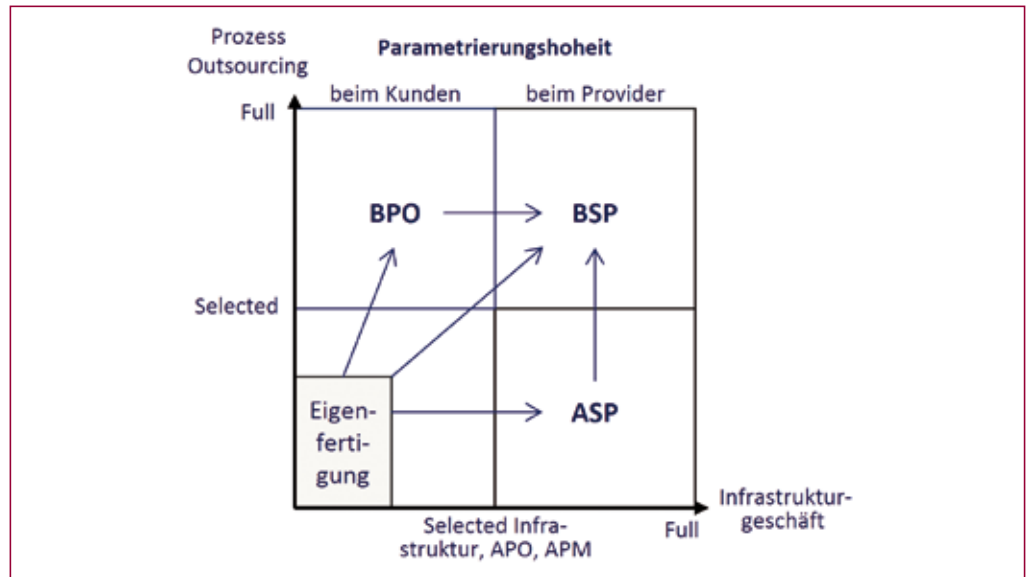 Prozess
Outsourcing
Parametrierungshoheit
beim Kunden
beim Provider
Full
BPO
BSP
Selected
Eigen-
ferti-
gung
ASP
Infrastruktur-
geschäft
Selected Infra-
struktur, APO, APM
Full